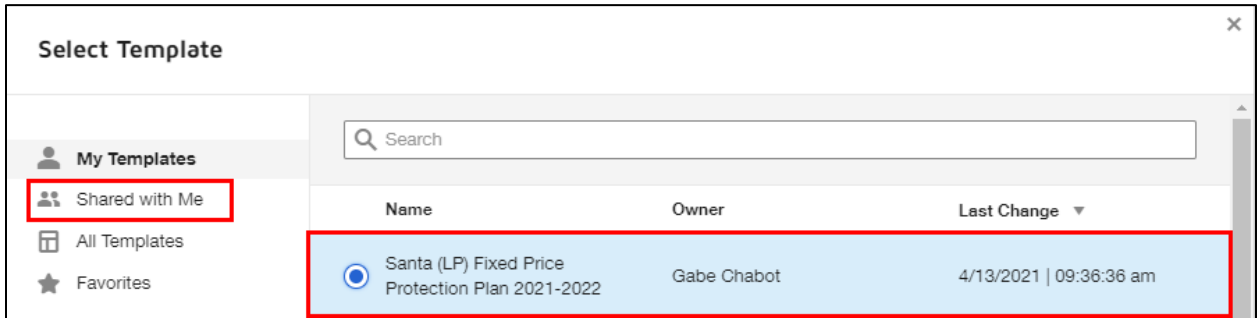 Select Template
×
My Templates
Shared with Me
All Templates
Favorites
Search
Name Owner Last Change ▼
Santa (LP) Fixed Price
Protection Plan 2021-2022
Gabe Chabot
4/13/2021 | 09:36:36 am